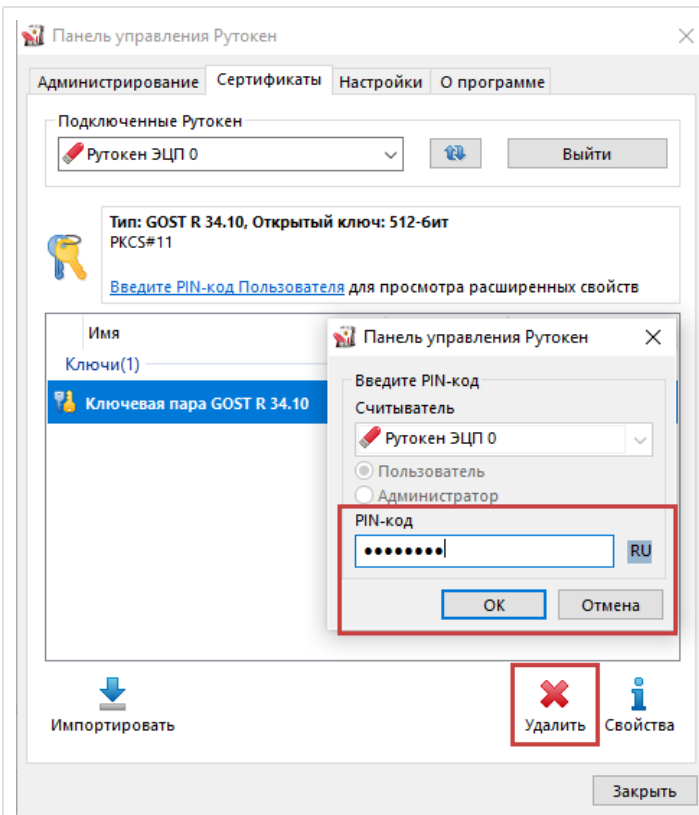 Панель управления Рутокен
Администрирование Сертификаты Настройки О программе
Подключенные Рутокен
Рутокен ЭЦП 0
Выйти
Тип: GOST R 34.10, Открытый ключ: 512-бит
PKCS#11
Введите PIN-код Пользователя для просмотра расширенных свойств
Имя
Ключи(1)
Ключевая пара GOST R 34.10
Панель управления Рутокен
Введите PIN-код
Считыватель
Рутокен ЭЦП 0
Пользователь
Администратор
PIN-код
••••••••
RU
ОК Отмена
Импортировать
Удалить Свойства
Закрыть